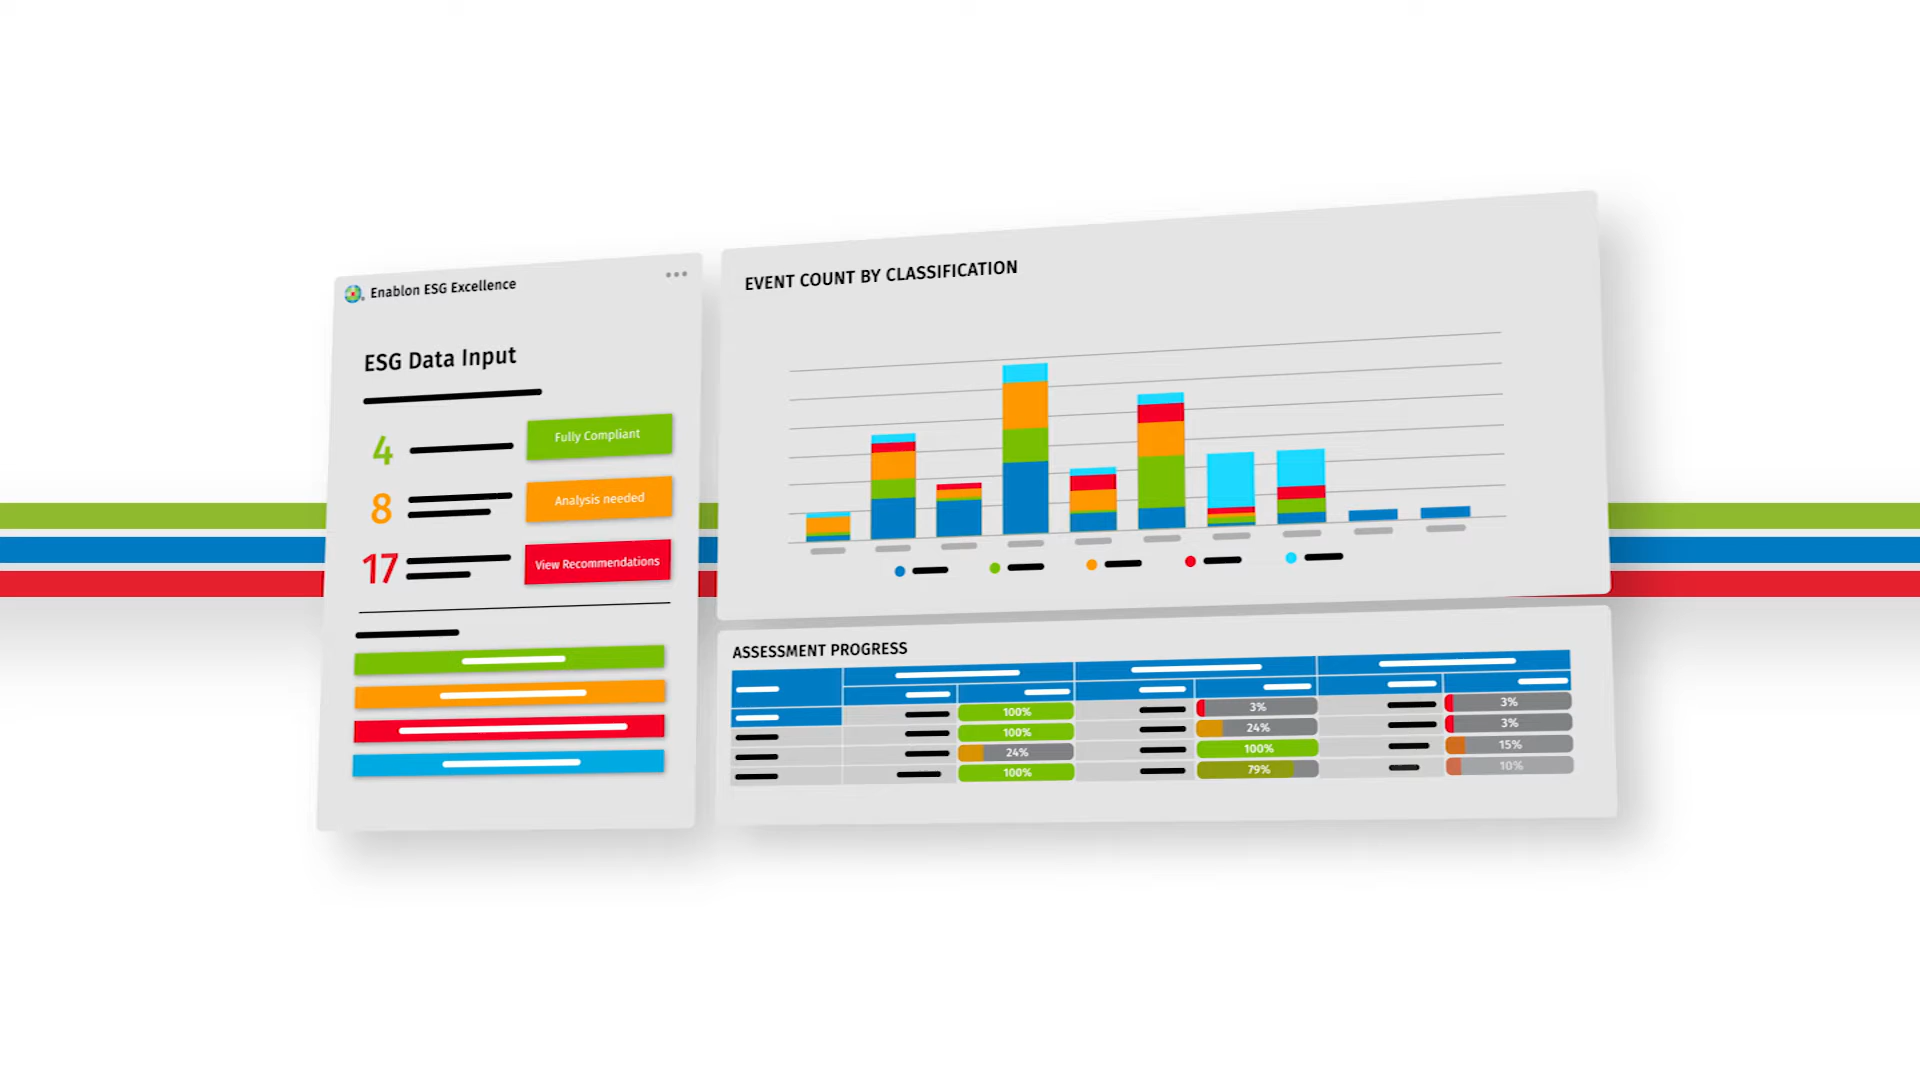 Enablon ESG Excellence
ESG Data Input
4
Fully Compliant
8
Analysis needed
17
View Recommendations
EVENT COUNT BY CLASSIFICATION
ASSESSMENT PROGRESS
100% 3% 3%
100% 24% 3%
24% 100% 15%
100% 79% 10%